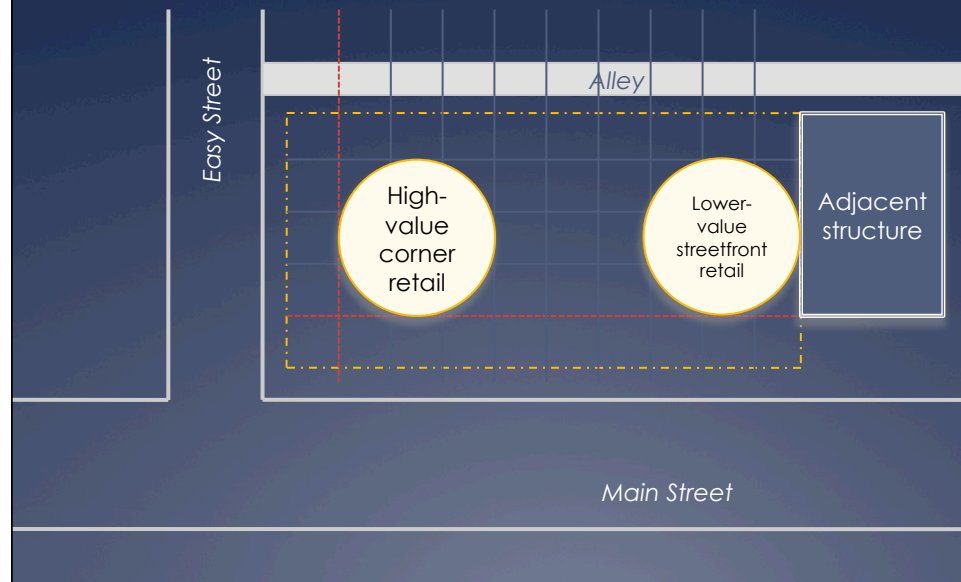 Alley
Easy Street
High-
value
corner
retail
Lower-
value
streetfront
retail
Adjacent
structure
Main Street